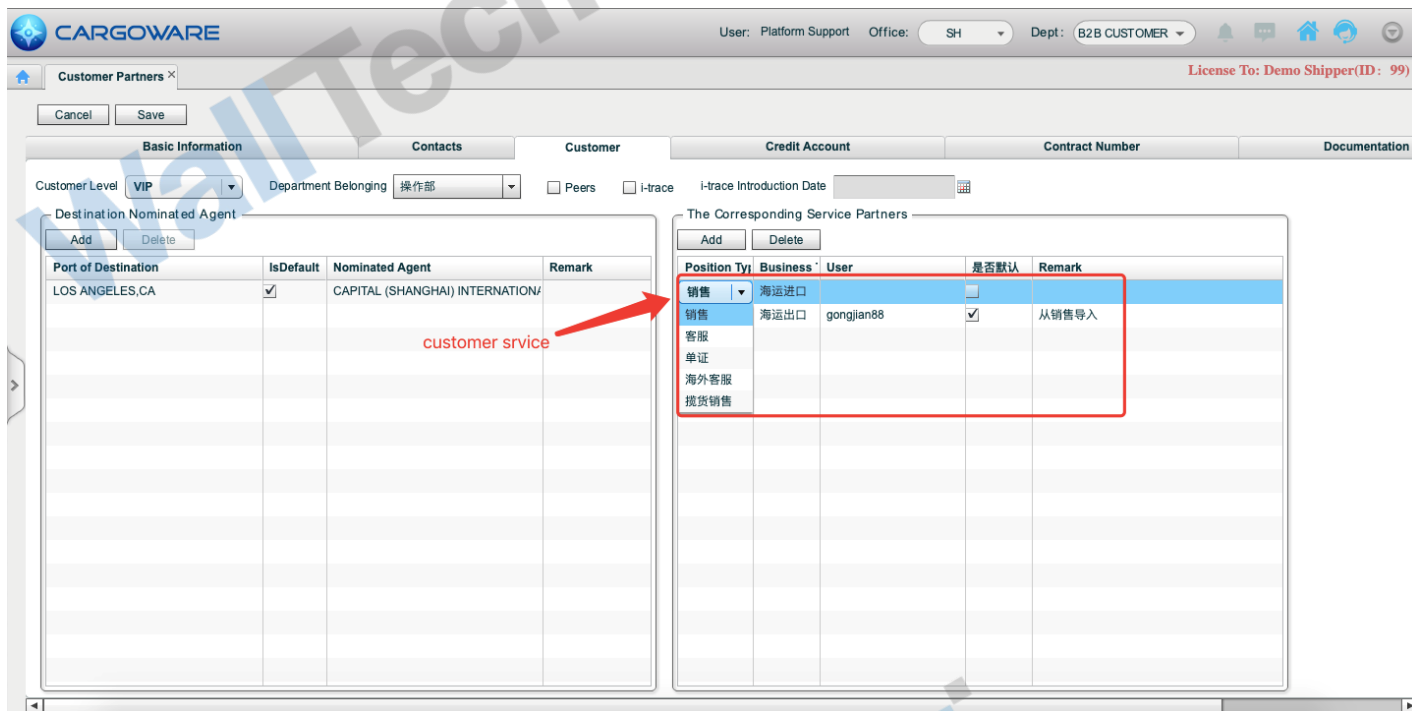 CARGOWARE User: Platform Support Office: SH Dept: B2B CUSTOMER
Customer Partners × License To: Demo Shipper(ID: 99)
Cancel Save
Basic Information Contacts Customer Credit Account Contract Number Documentation
Customer Level VIP Department Belonging 操作部 Peers i-trace i-trace Introduction Date
Destination Nominated Agent
Add Delete
Port of Destination IsDefault Nominated Agent Remark
LOS ANGELES,CA CAPITAL (SHANGHAI) INTERNATIONA
customer srvice
The Corresponding Service Partners
Add Delete
Position Ty Business User 是否默认 Remark
销售 海运进口
销售 海运出口 gongjian88 从销售导入
客服
单证
海外客服
揽货销售
WallTech